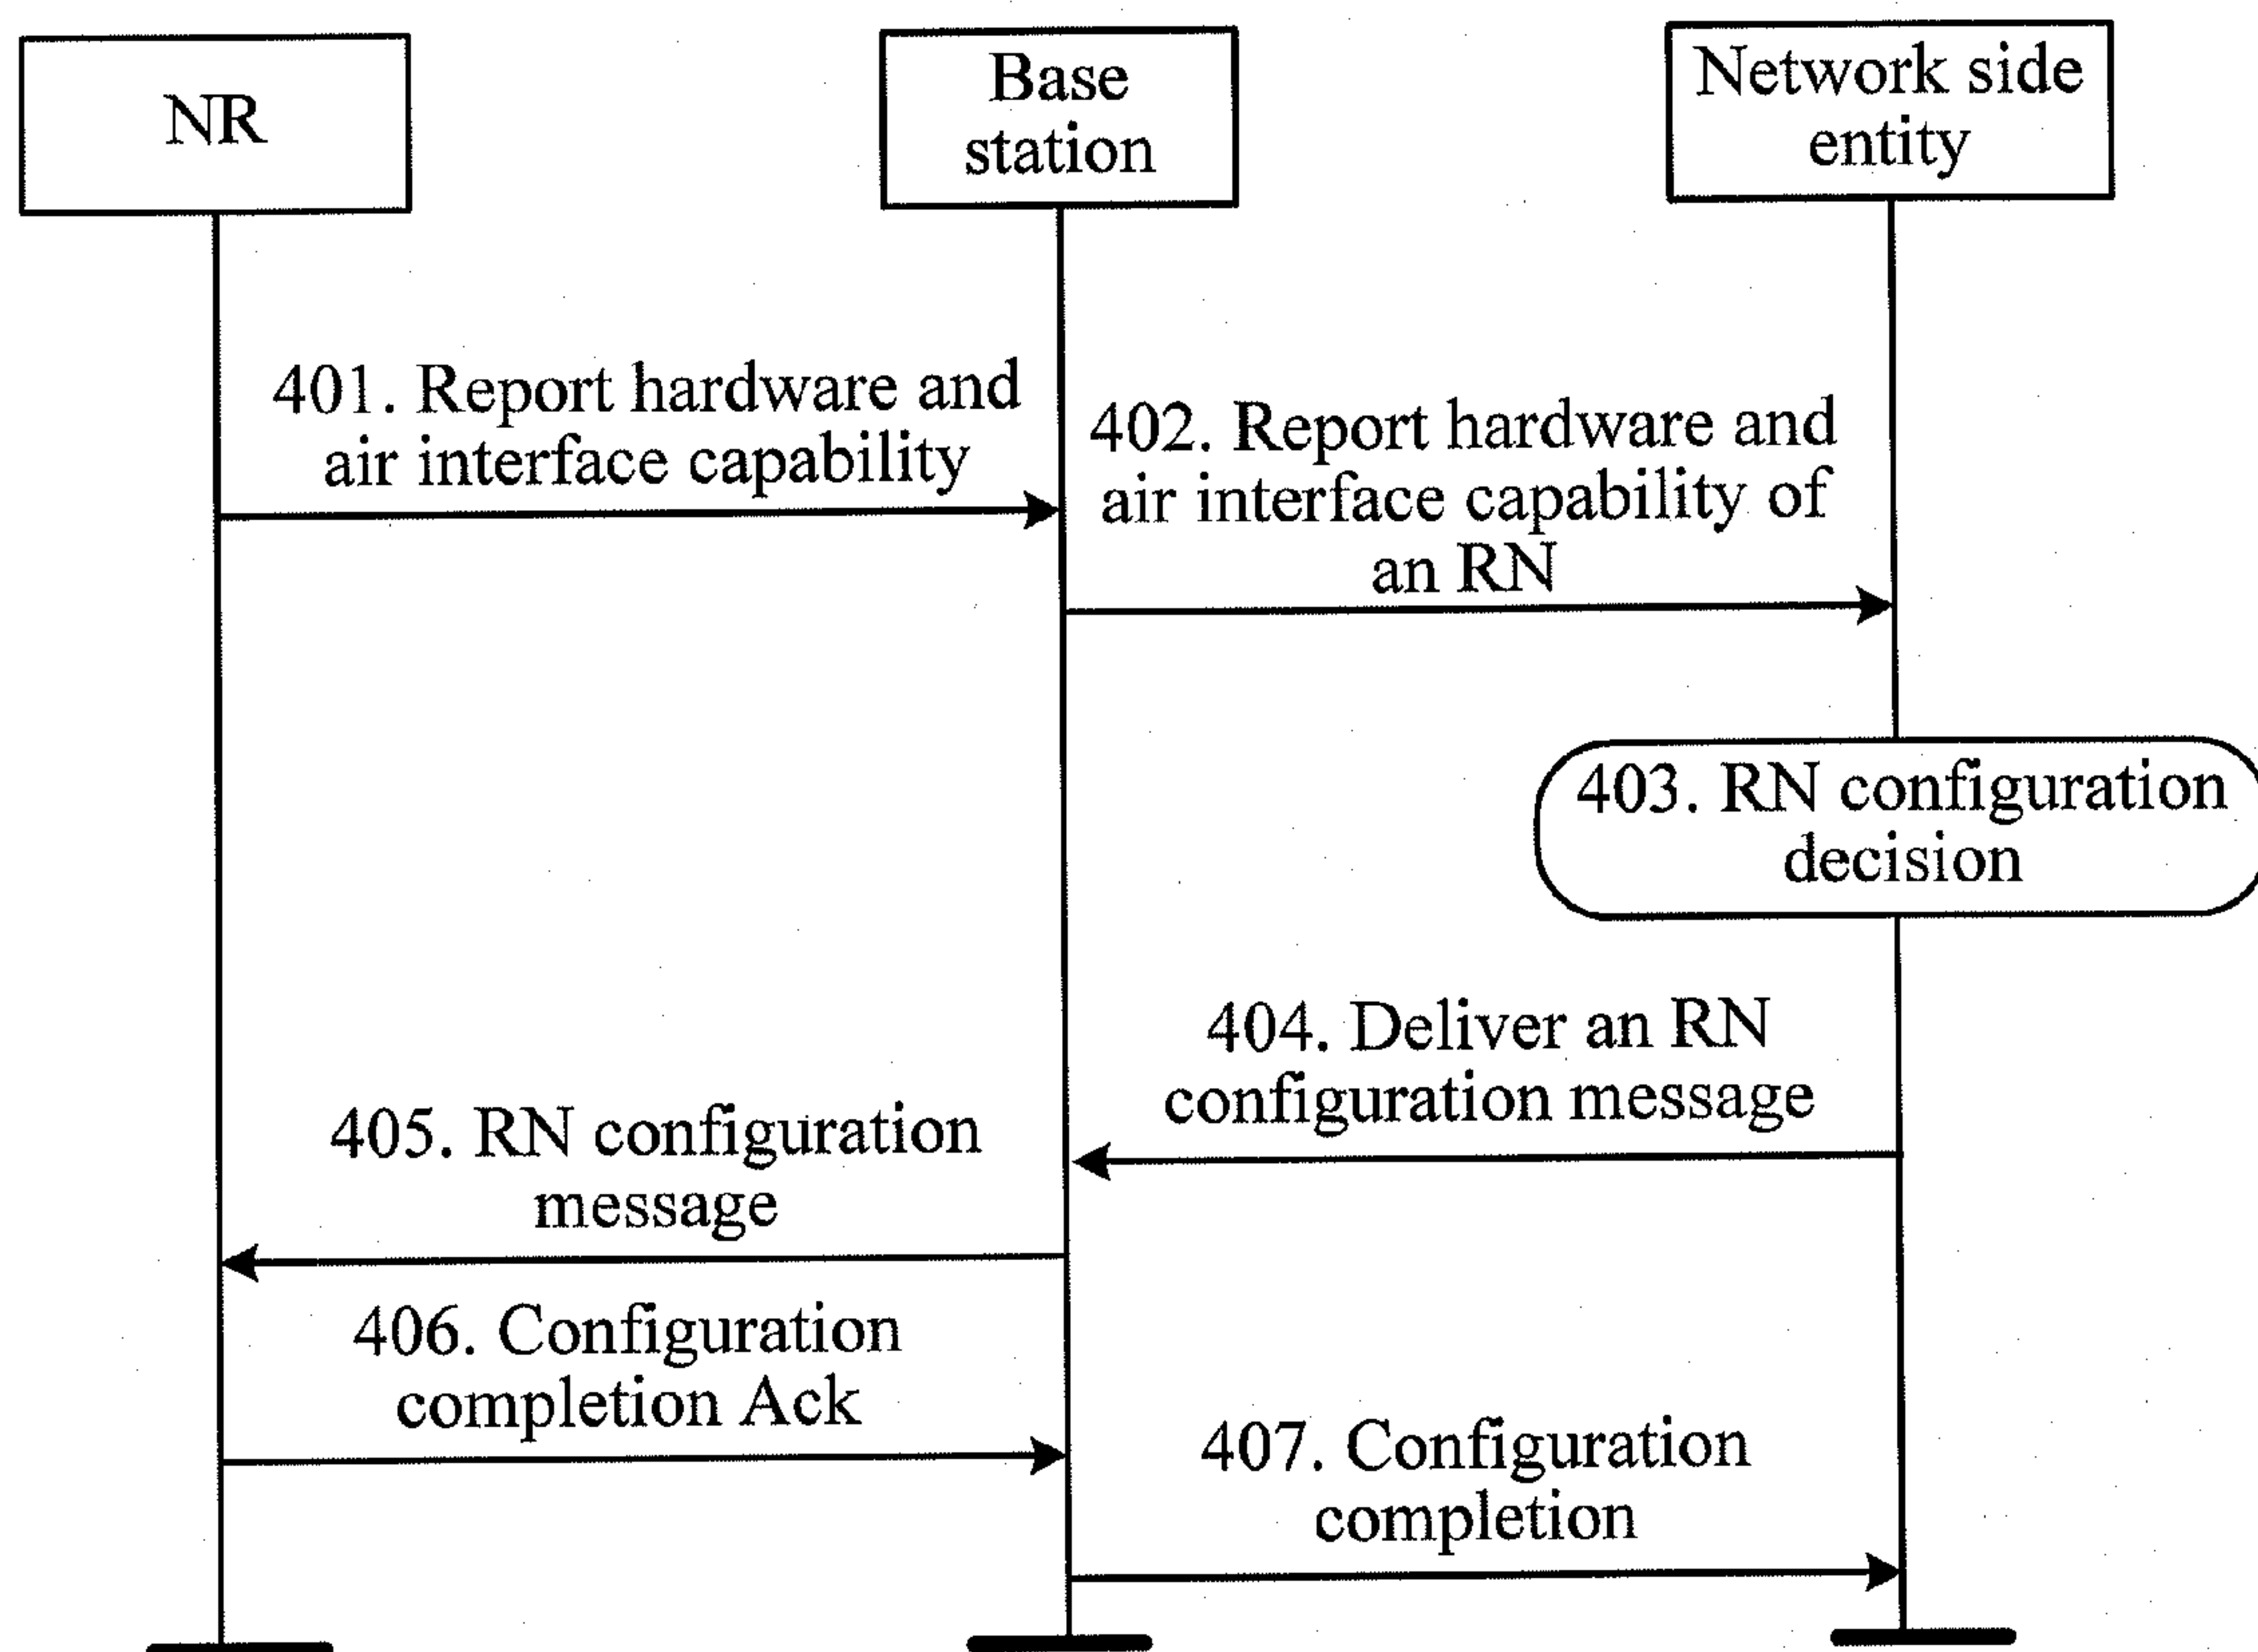 NR
Base
station
Network side
entity
401. Report hardware and
air interface capability
402. Report hardware and
air interface capability of
an RN
403. RN configuration
decision
404. Deliver an RN
configuration message
405. RN configuration
message
406. Configuration
completion Ack
407. Configuration
completion